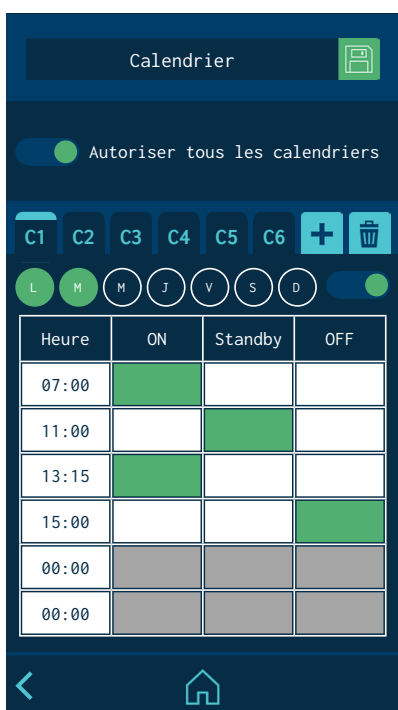 Calendrier
Autoriser tous les calendriers
C1 C2 C3 C4 C5 C6
L M M J V S D
Heure ON Standby OFF
07:00
11:00
13:15
15:00
00:00
00:00